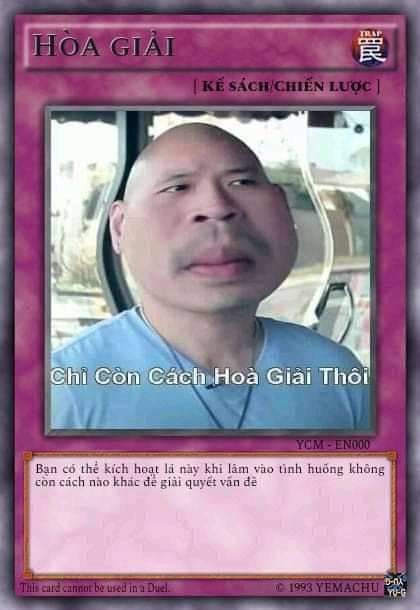 Hòa giải
TRAP
罠
[ Kế sách/Chiến lược ]
Chỉ Còn Cách Hoà Giải Thôi
YCM - EN000
Bạn có thể kích hoạt lá này khi lâm vào tình huống không
còn cách nào khác để giải quyết vấn đề
This card cannot be used in a Duel.
© 1993 YEMACHU